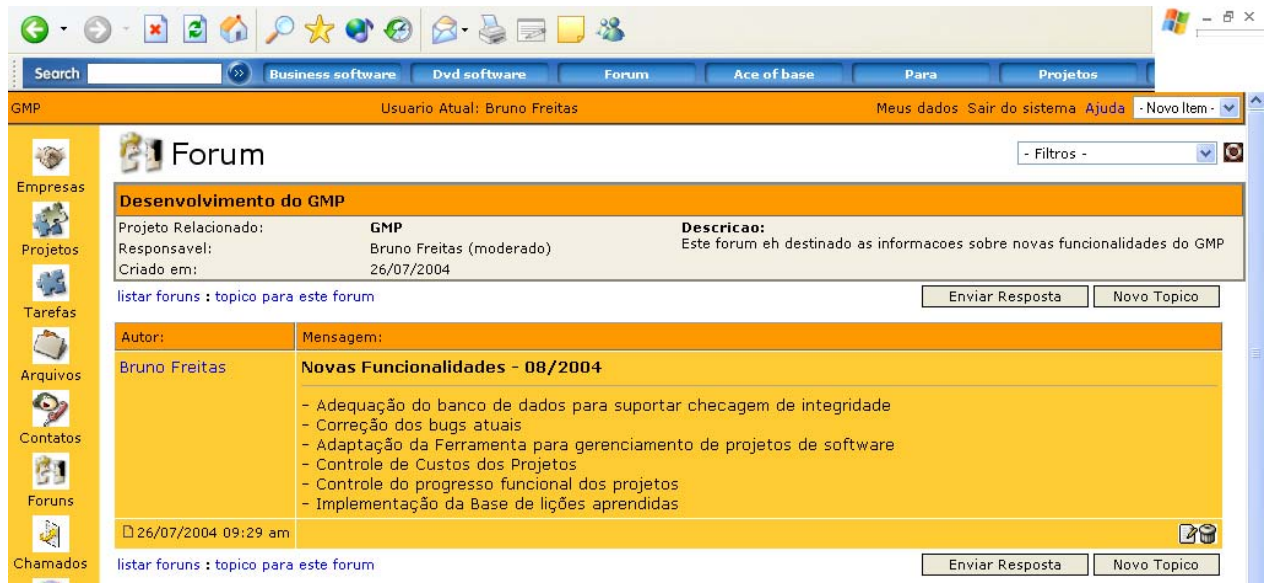 Search
Business software
Dvd software
Forum
Ace of base
Para
Projetos
GMP
Usuario Atual: Bruno Freitas
Meus dados Sair do sistema Ajuda - Novo Item -
Forum
- Filtros -
Empresas
Projetos
Tarefas
Arquivos
Contatos
Foruns
Chamados
Desenvolvimento do GMP
Projeto Relacionado: GMP
Responsavel: Bruno Freitas (moderado)
Criado em: 26/07/2004
Descricao:
Este forum eh destinado as informacoes sobre novas funcionalidades do GMP
listar foruns : topico para este forum
Enviar Resposta
Novo Topico
Autor: Mensagem:
Bruno Freitas
Novas Funcionalidades - 08/2004
- Adequação do banco de dados para suportar checagem de integridade
- Correção dos bugs atuais
- Adaptação da Ferramenta para gerenciamento de projetos de software
- Controle de Custos dos Projetos
- Controle do progresso funcional dos projetos
- Implementação da Base de lições aprendidas
26/07/2004 09:29 am
listar foruns : topico para este forum
Enviar Resposta
Novo Topico